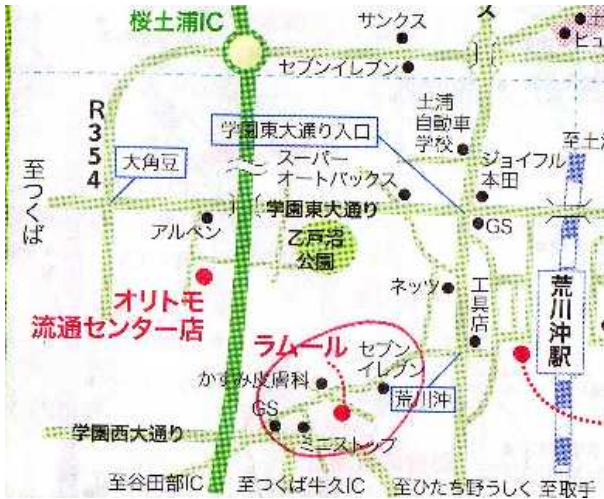 桜土浦IC
サンクス
セブンイレブン
土浦
自動車
学校
R354
学園東大通り入口
大角豆
至つくば
スーパー
オートバックス
ジョイフル
本田
アルペン
学園東大通り
GS
乙戸沼
公園
ネッツ
工具店
荒川沖駅
オリトモ
流通センター店
ラムール
セブン
イレブン
かすみ皮膚科
荒川沖
GS
ミニストップ
学園西大通り
至谷田部IC
至つくば牛久IC
至ひたち野うしく
至取手